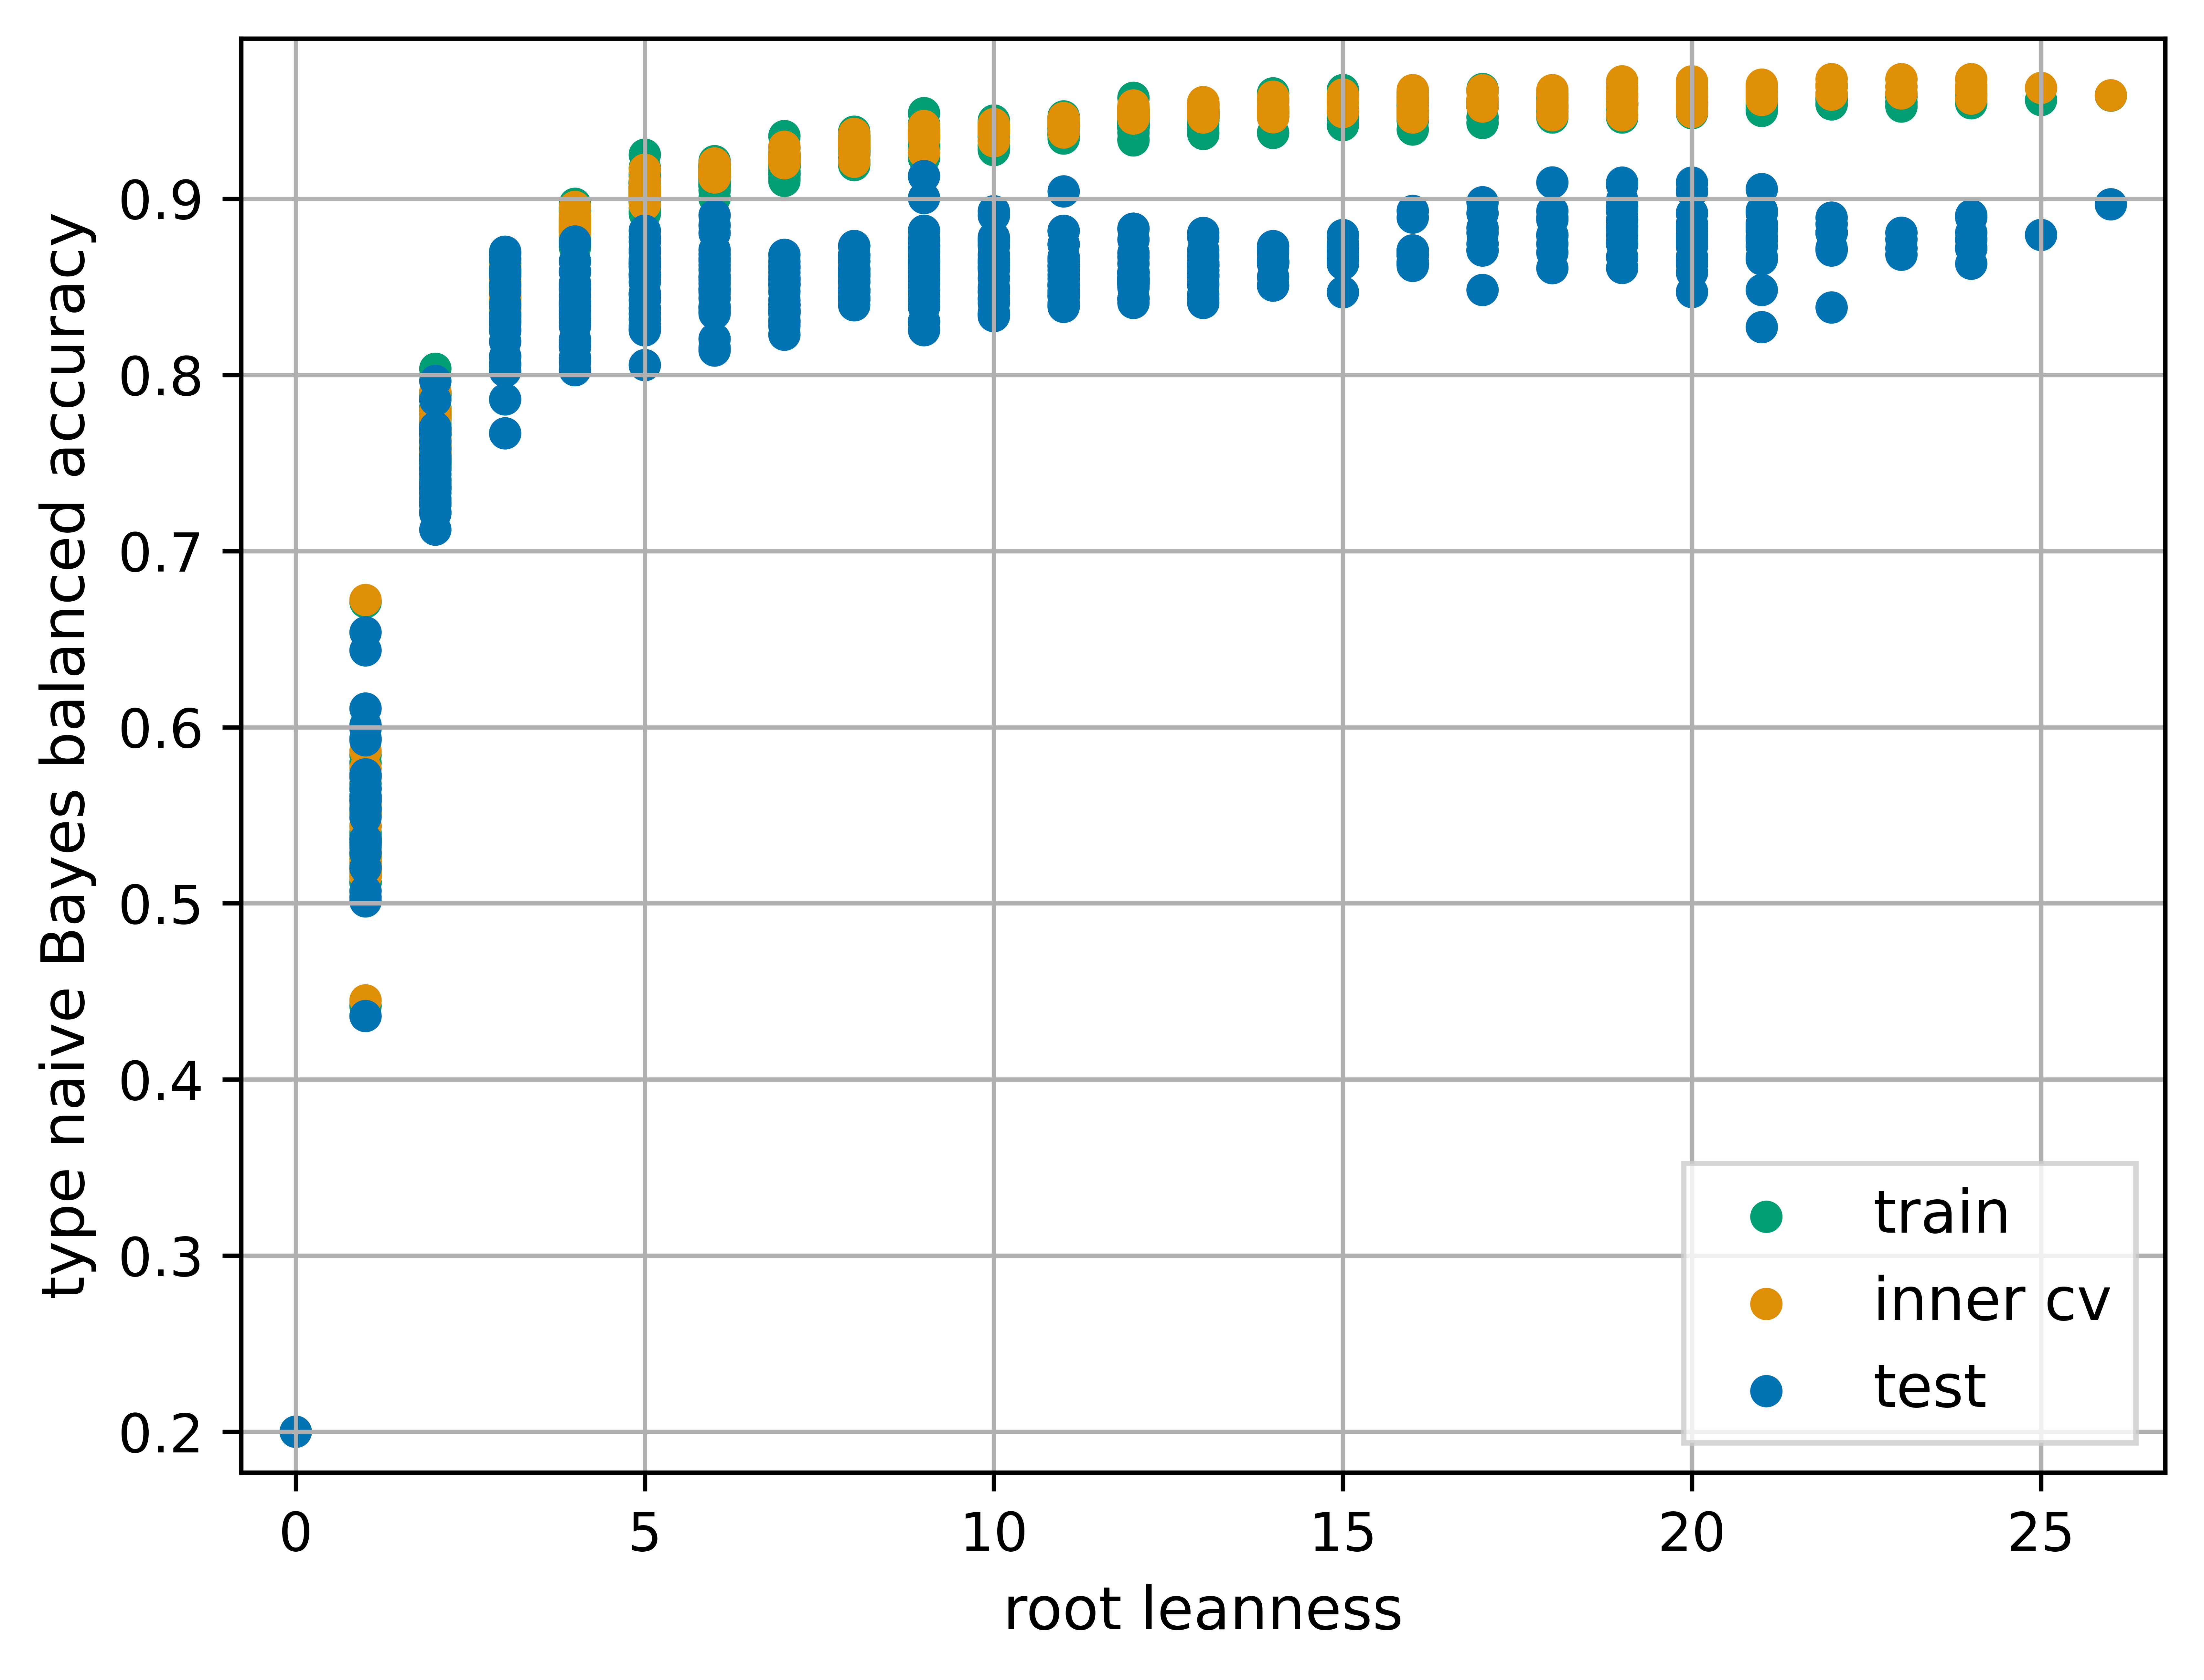 type naive Bayes balanced accuracy
0.9
0.8
0.7
0.6
0.5
0.4
0.3
0.2
train
inner cv
test
0 5 10 15 20 25
root leanness